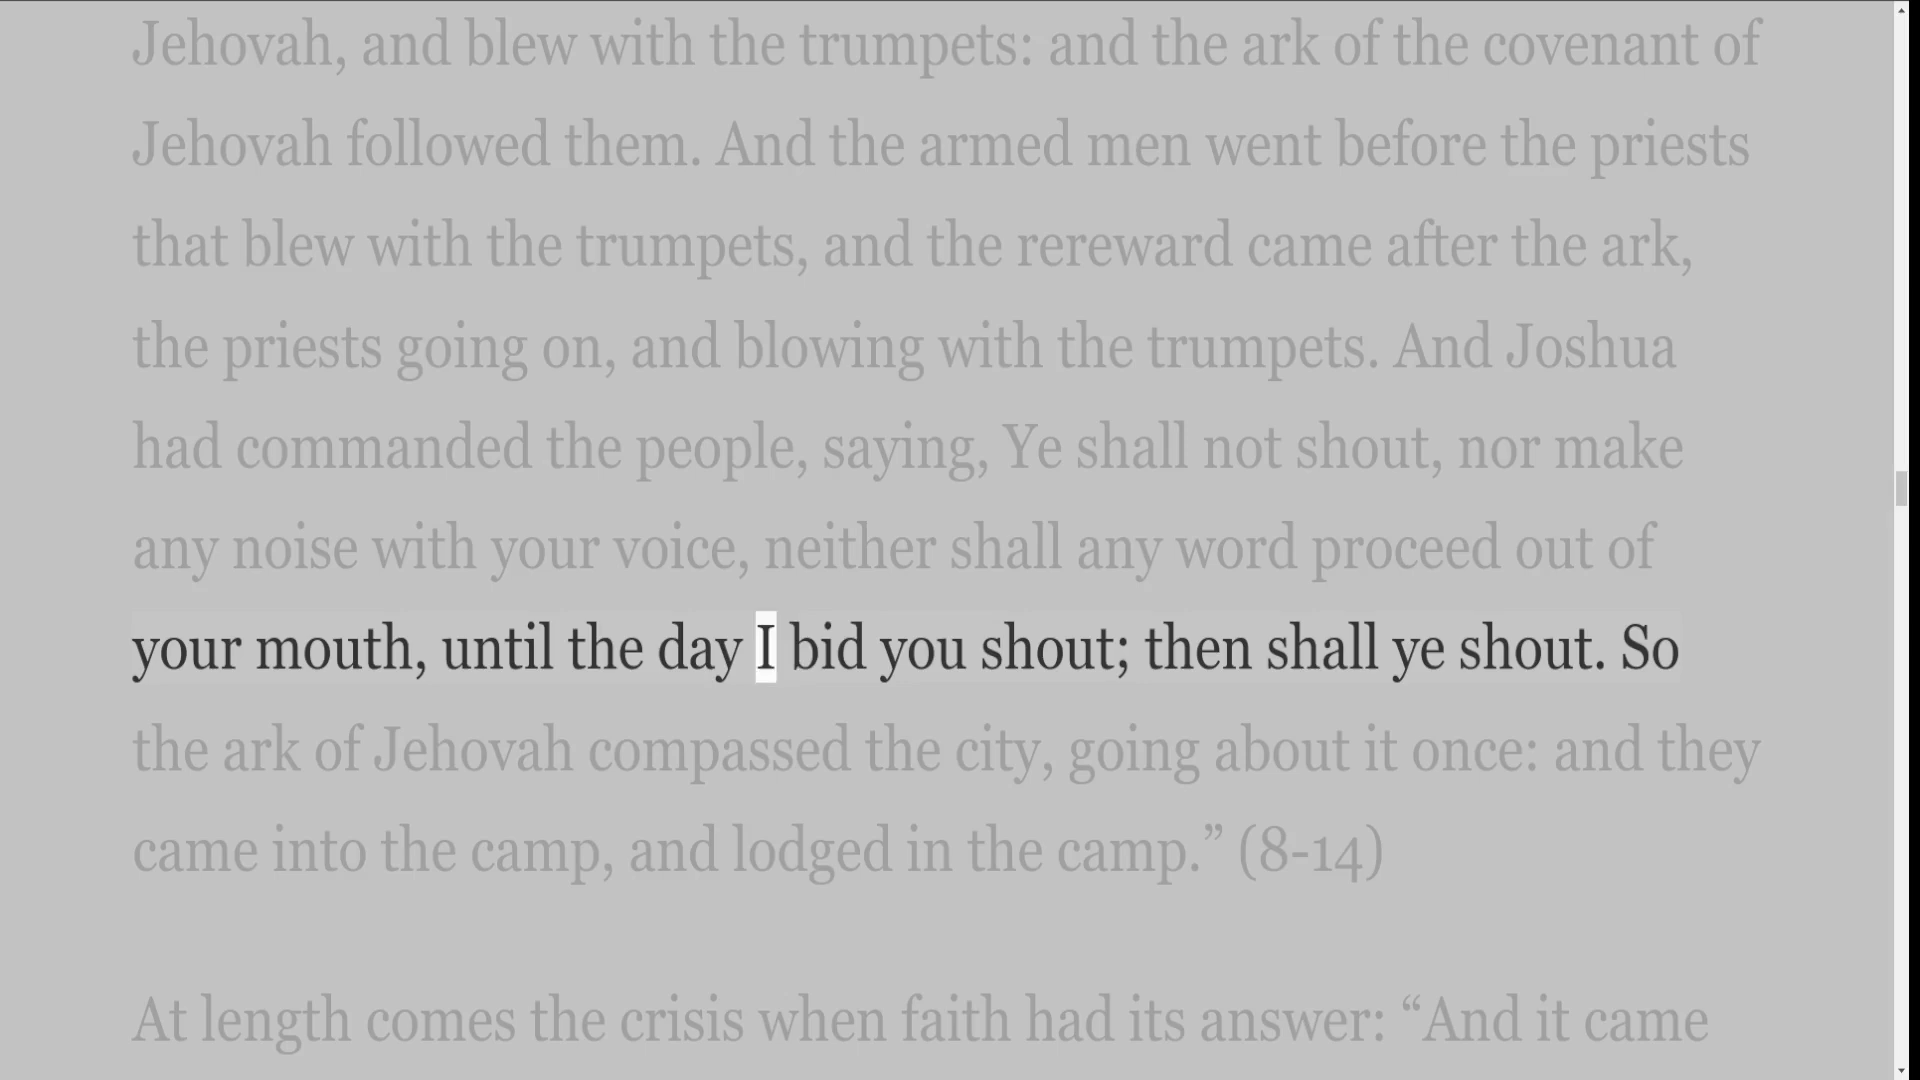 Jehovah, and blew with the trumpets: and the ark of the covenant of
Jehovah followed them. And the armed men went before the priests
that blew with the trumpets, and the rereward came after the ark,
the priests going on, and blowing with the trumpets. And Joshua
had commanded the people, saying, Ye shall not shout, nor make
any noise with your voice, neither shall any word proceed out of
your mouth, until the day I bid you shout; then shall ye shout. So
the ark of Jehovah compassed the city, going about it once: and they
came into the camp, and lodged in the camp.” (8-14)
At length comes the crisis when faith had its answer: “And it came